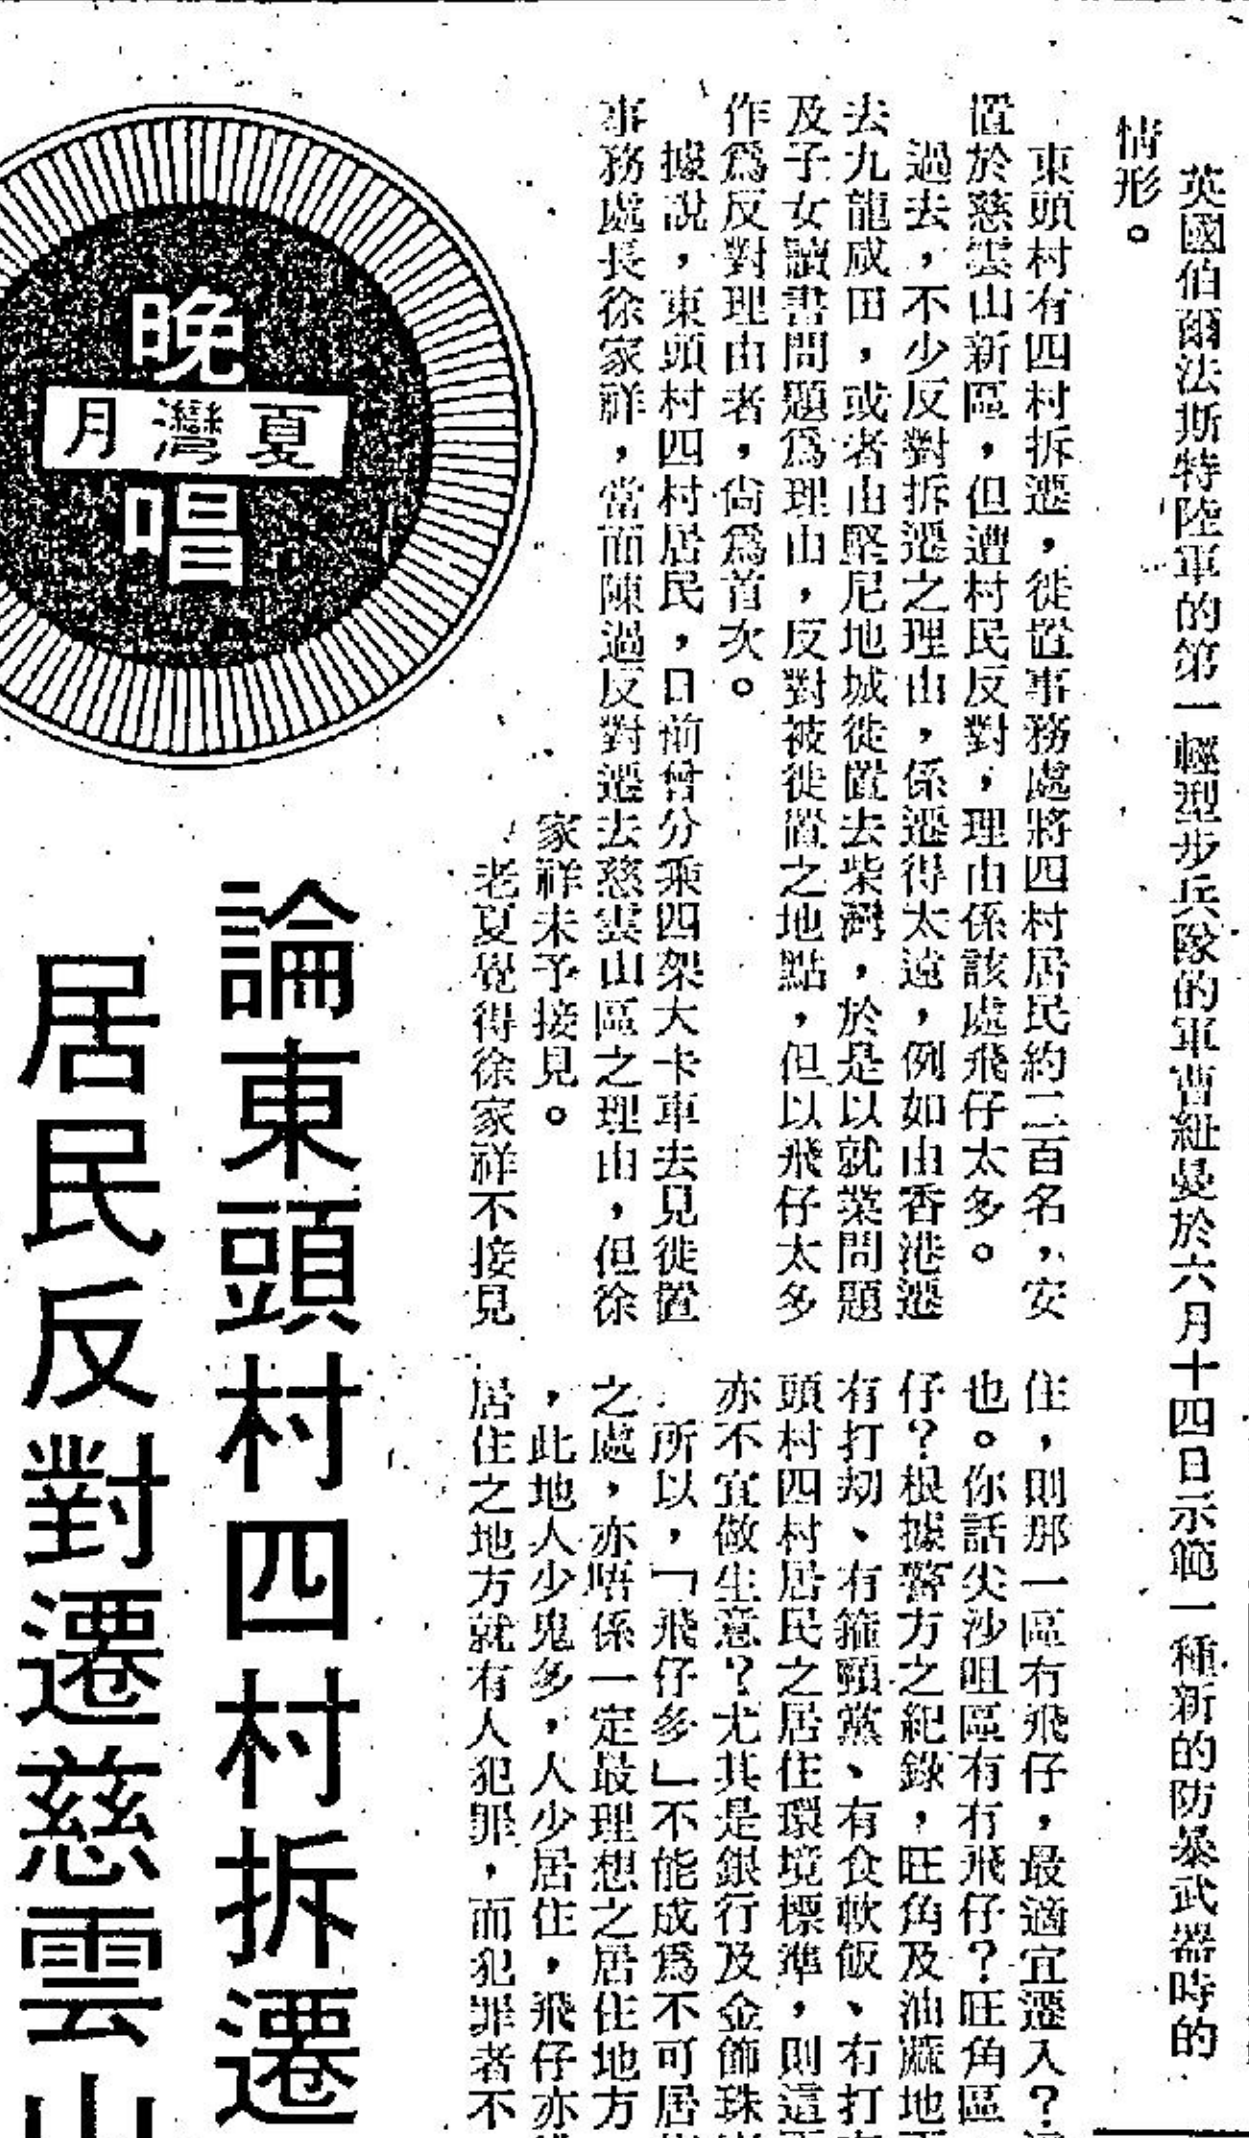 英國伯爾法斯特陸軍的第一輕型步兵隊的軍曹紐曼於六月十四日示範一種新的防暴武器時的
情形。
東頭村有四村拆遷，徙置事務處將四村居民約二百名，安
置於慈雲山新區，但遭村民反對，理由係該處飛仔太多。
過去，不少反對拆遷之理由，係遷得太遠，例如由香港遷
去九龍咸田，或者由堅尼地城徙置去柴灣，於是以就業問題
及子女讀書問題爲理由，反對被徙置之地點，但以飛仔太多
作爲反對理由者，尙爲首次。
據說，東頭村四村居民，日前曾分乘四架大卡車去見徙置
事務處長徐家祥，當面陳過反對遷去慈雲山區之理由，但徐
家祥未予接見。
老夏覺得徐家祥不接見
住，則那一區冇飛仔，最適宜遷入？
也。你話尖沙咀區有冇飛仔？旺角區
仔？根據警方之紀錄，旺角及油蔴地
有打刧、有箍頸黨、有食軟飯、有打
頭村四村居民之居住環境標準，則這
亦不宜做生意？尤其是銀行及金飾珠
所以，「飛仔多」不能成爲不可居
之處，亦唔係一定最理想之居住地方
，此地人少鬼多，人少居住，飛仔亦
居住之地方就有人犯罪，而犯罪者不
晚
夏灣月
唱
論東頭村四村拆遷
居民反對遷慈雲山